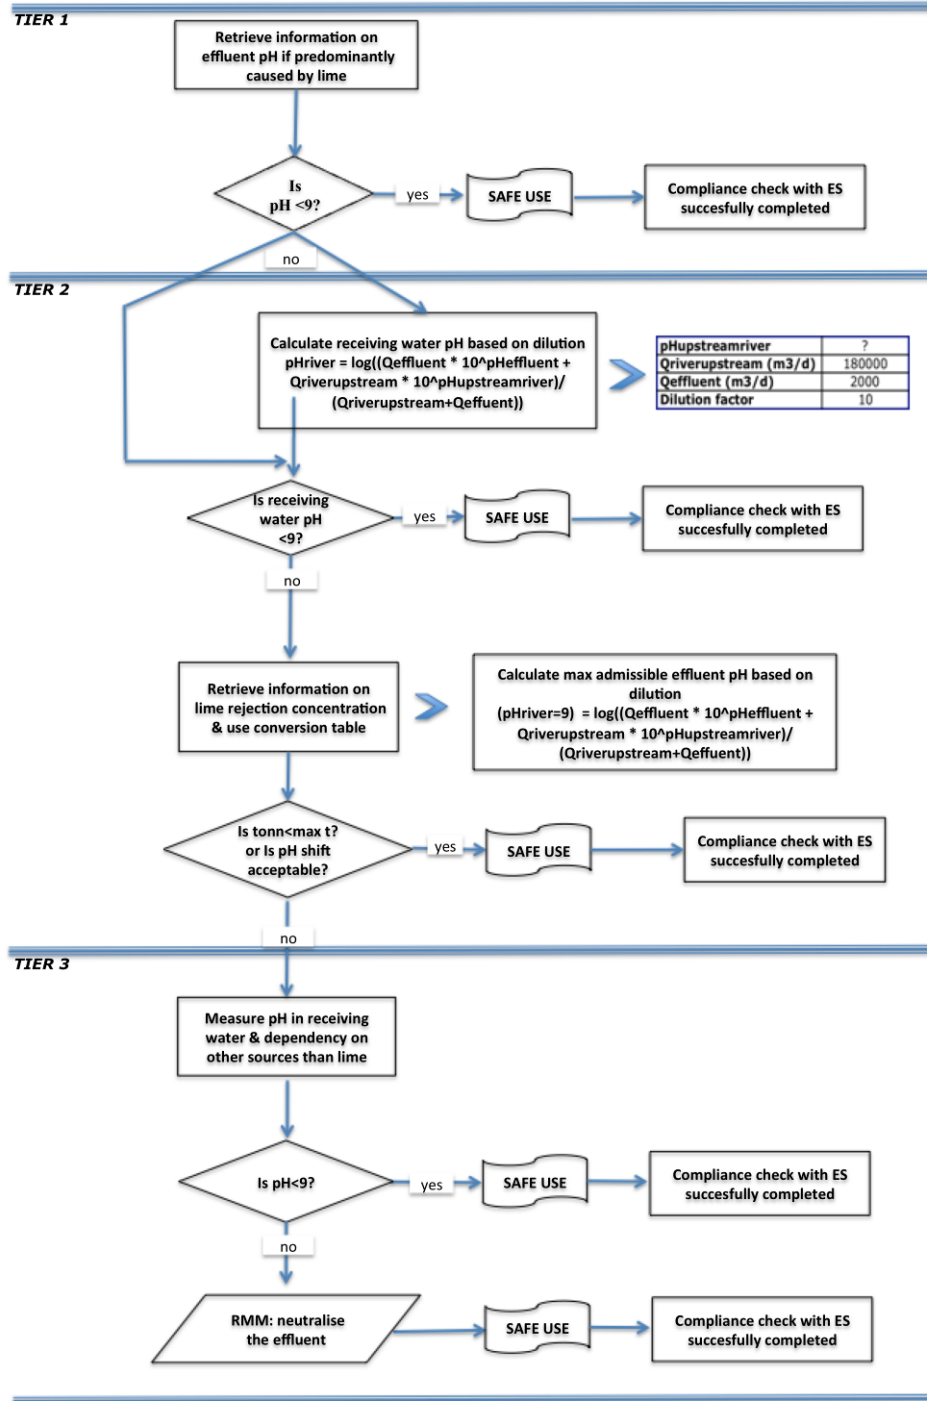 TIER 1
Retrieve information on
effluent pH if predominantly
caused by lime
Is
pH <9?
yes
SAFE USE
Compliance check with ES
succesfully completed
no
TIER 2
Calculate receiving water pH based on dilution
pHriver = log((Qeffluent * 10^pHeffluent +
Qriverupstream * 10^pHupstreamriver)/
(Qriverupstream+Qeffuent))
pHupstreamriver ?
Qriverupstream (m3/d) 180000
Qeffluent (m3/d) 2000
Dilution factor 10
Is receiving
water pH
<9?
yes
SAFE USE
Compliance check with ES
succesfully completed
no
Retrieve information on
lime rejection concentration
& use conversion table
Calculate max admissible effluent pH based on
dilution
(pHriver=9) = log((Qeffluent * 10^pHeffluent +
Qriverupstream * 10^pHupstreamriver)/
(Qriverupstream+Qeffuent))
Is tonn<max t?
or Is pH shift
acceptable?
yes
SAFE USE
Compliance check with ES
succesfully completed
no
TIER 3
Measure pH in receiving
water & dependency on
other sources than lime
Is pH<9?
yes
SAFE USE
Compliance check with ES
succesfully completed
no
RMM: neutralise
the effluent
SAFE USE
Compliance check with ES
succesfully completed